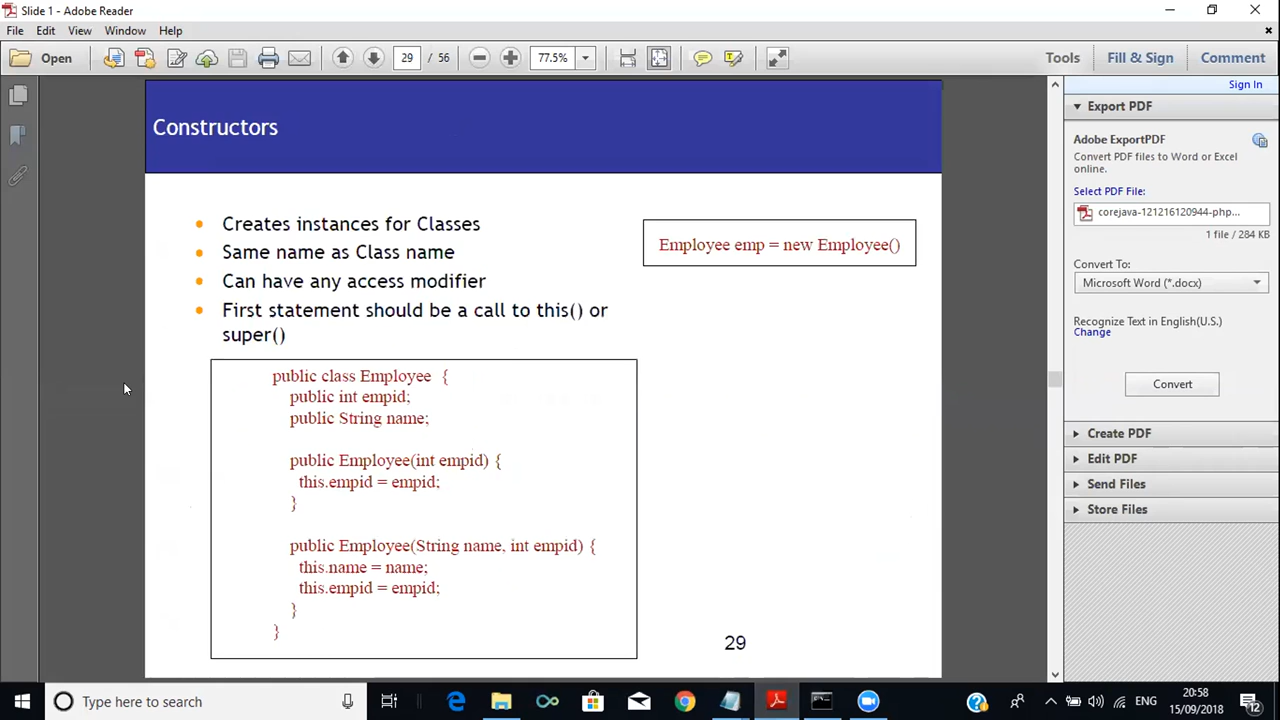 Slide 1 - Adobe Reader
File Edit View Window Help
Open 29 / 56 77.5% Tools Fill & Sign Comment
Sign In
Export PDF
Adobe ExportPDF
Convert PDF files to Word or Excel
online.
Select PDF File:
corejava-121216120944-php...
1 file / 284 KB
Convert To:
Microsoft Word (*.docx)
Recognize Text in English(U.S.)
Change
Convert
Create PDF
Edit PDF
Send Files
Store Files
Constructors
• Creates instances for Classes
• Same name as Class name
• Can have any access modifier
• First statement should be a call to this() or
super()
Employee emp = new Employee()
public class Employee {
public int empid;
public String name;
public Employee(int empid) {
this.empid = empid;
}
public Employee(String name, int empid) {
this.name = name;
this.empid = empid;
}
}
29
Type here to search
ENG
20:58
15/09/2018
12